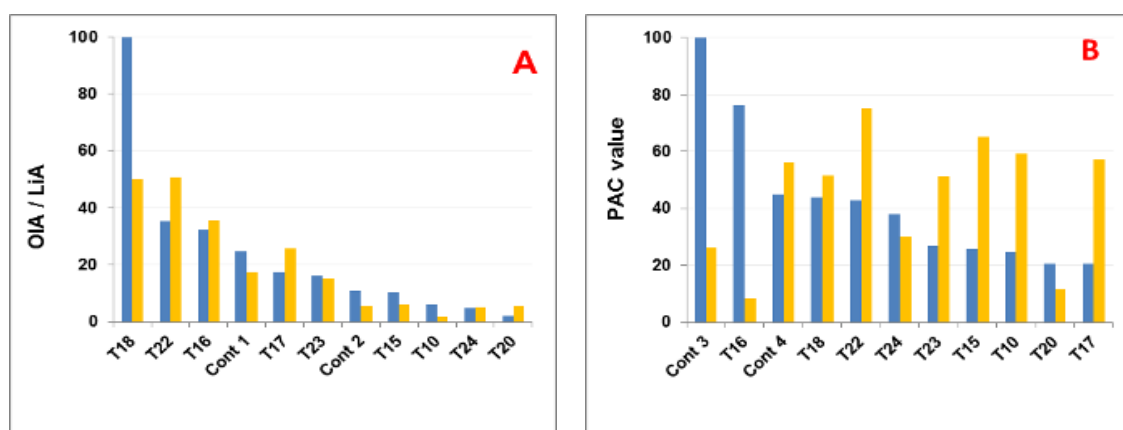 A
OIA / LiA
100
80
60
40
20
0
T18 T22 T16 Cont 1 T17 T23 Cont 2 T15 T10 T24 T20
B
PAC value
100
80
60
40
20
0
Cont 3 T16 Cont 4 T18 T22 T24 T23 T15 T10 T20 T17